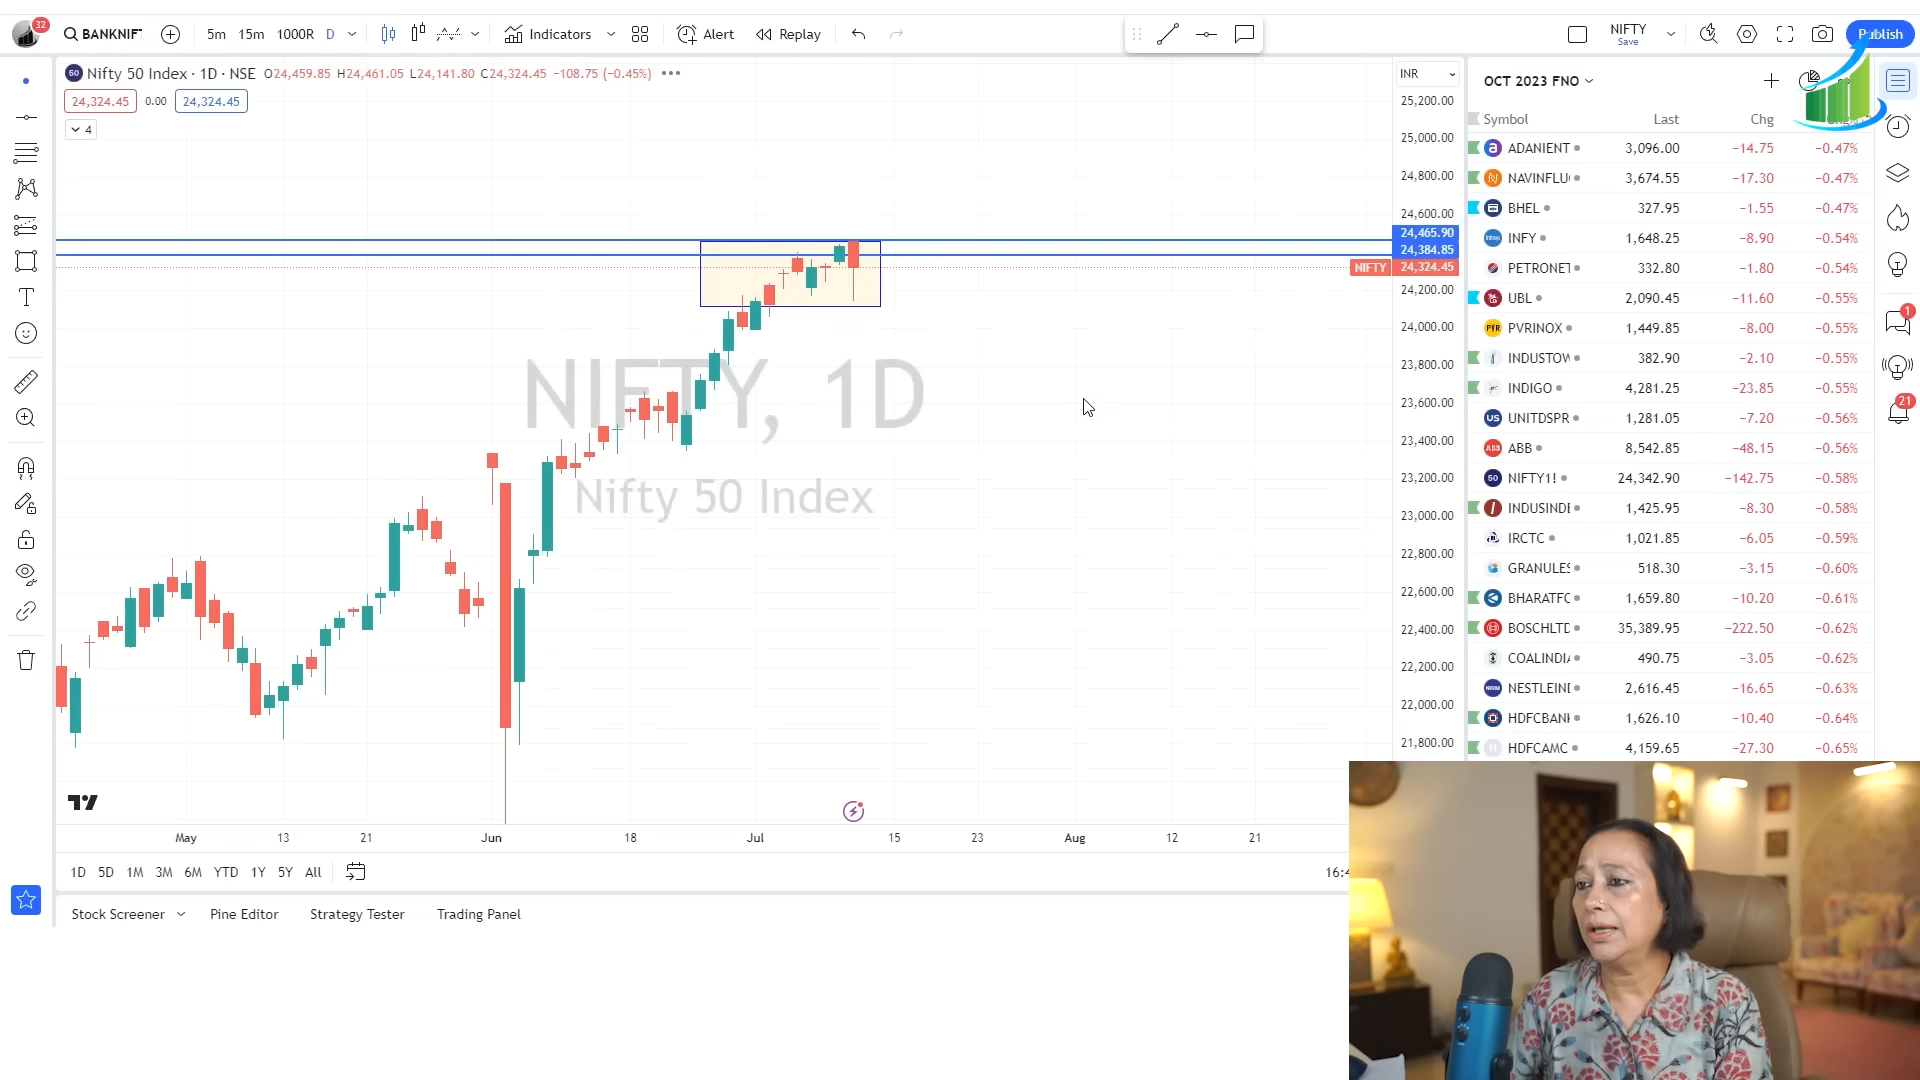 32
BANKNIF
5m 15m 1000R D
Indicators
Alert
Replay
NIFTY
Save
Publish
50 Nifty 50 Index · 1D · NSE O24,459.85 H24,461.05 L24,141.80 C24,324.45 −108.75 (−0.45%)
24,324.45 0.00 24,324.45
4
INR
25,200.00
25,000.00
24,800.00
24,600.00
24,465.90
24,384.85
NIFTY 24,324.45
24,200.00
24,000.00
23,800.00
23,600.00
23,400.00
23,200.00
23,000.00
22,800.00
22,600.00
22,400.00
22,200.00
22,000.00
21,800.00
NIFTY, 1D
Nifty 50 Index
May 13 21 Jun 18 Jul 15 23 Aug 12 21
1D 5D 1M 3M 6M YTD 1Y 5Y All
16:4
Stock Screener Pine Editor Strategy Tester Trading Panel
OCT 2023 FNO
Symbol Last Chg
ADANIENT 3,096.00 −14.75 −0.47%
NAVINFLU 3,674.55 −17.30 −0.47%
BHEL 327.95 −1.55 −0.47%
INFY 1,648.25 −8.90 −0.54%
PETRONET 332.80 −1.80 −0.54%
UBL 2,090.45 −11.60 −0.55%
PVR PVRINOX 1,449.85 −8.00 −0.55%
INDUSTOW 382.90 −2.10 −0.55%
INDIGO 4,281.25 −23.85 −0.55%
US UNITDSPR 1,281.05 −7.20 −0.56%
ABB ABB 8,542.85 −48.15 −0.56%
50 NIFTY1! 24,342.90 −142.75 −0.58%
INDUSINDB 1,425.95 −8.30 −0.58%
IRCTC 1,021.85 −6.05 −0.59%
GRANULES 518.30 −3.15 −0.60%
BHARATFO 1,659.80 −10.20 −0.61%
BOSCHLTD 35,389.95 −222.50 −0.62%
COALINDIA 490.75 −3.05 −0.62%
NESTLEIND 2,616.45 −16.65 −0.63%
HDFCBANK 1,626.10 −10.40 −0.64%
H HDFCAMC 4,159.65 −27.30 −0.65%
1
21